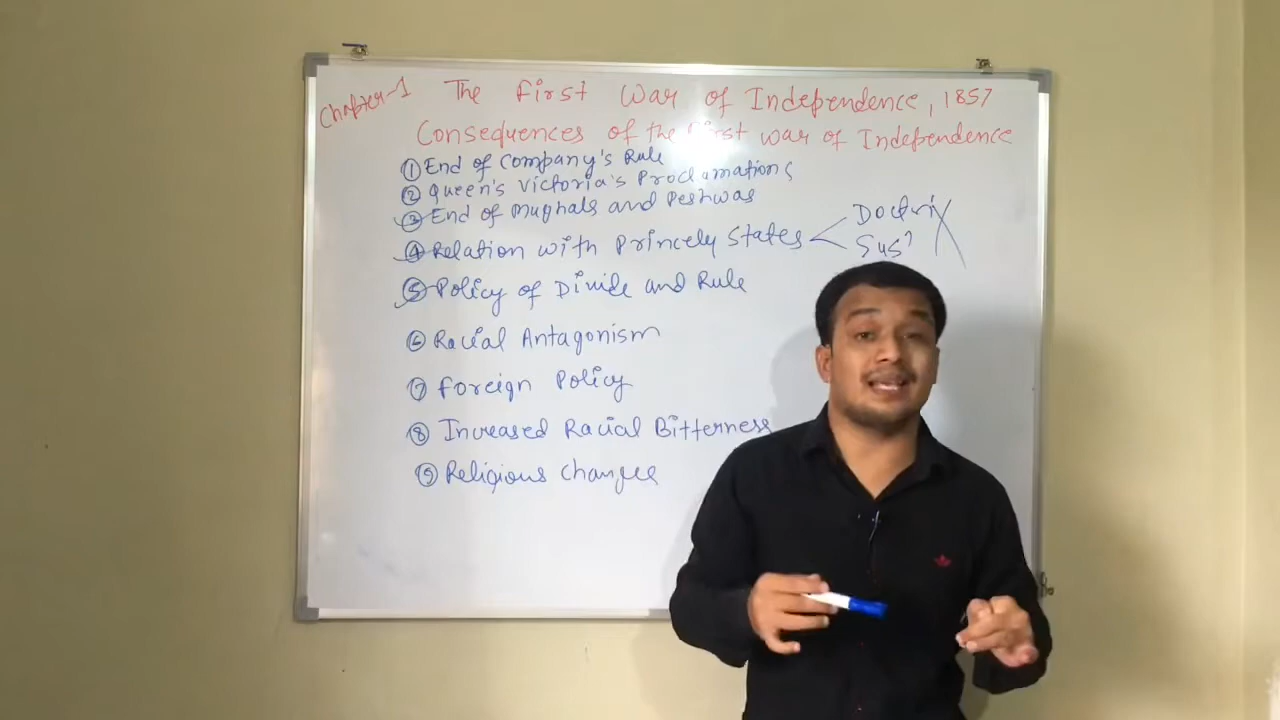 Chapter-1 The First War of Independence, 1857
Consequences of the First War of Independence
① End of Company's Rule
② Queen's Victoria's Proclamations
③ End of Mughals and Peshwas
④ Relation with Princely States < Doctri
Sus?
⑤ Policy of Divide and Rule
⑥ Racial Antagonism
⑦ Foreign Policy
⑧ Increased Racial Bitterness
⑨ Religious Changes